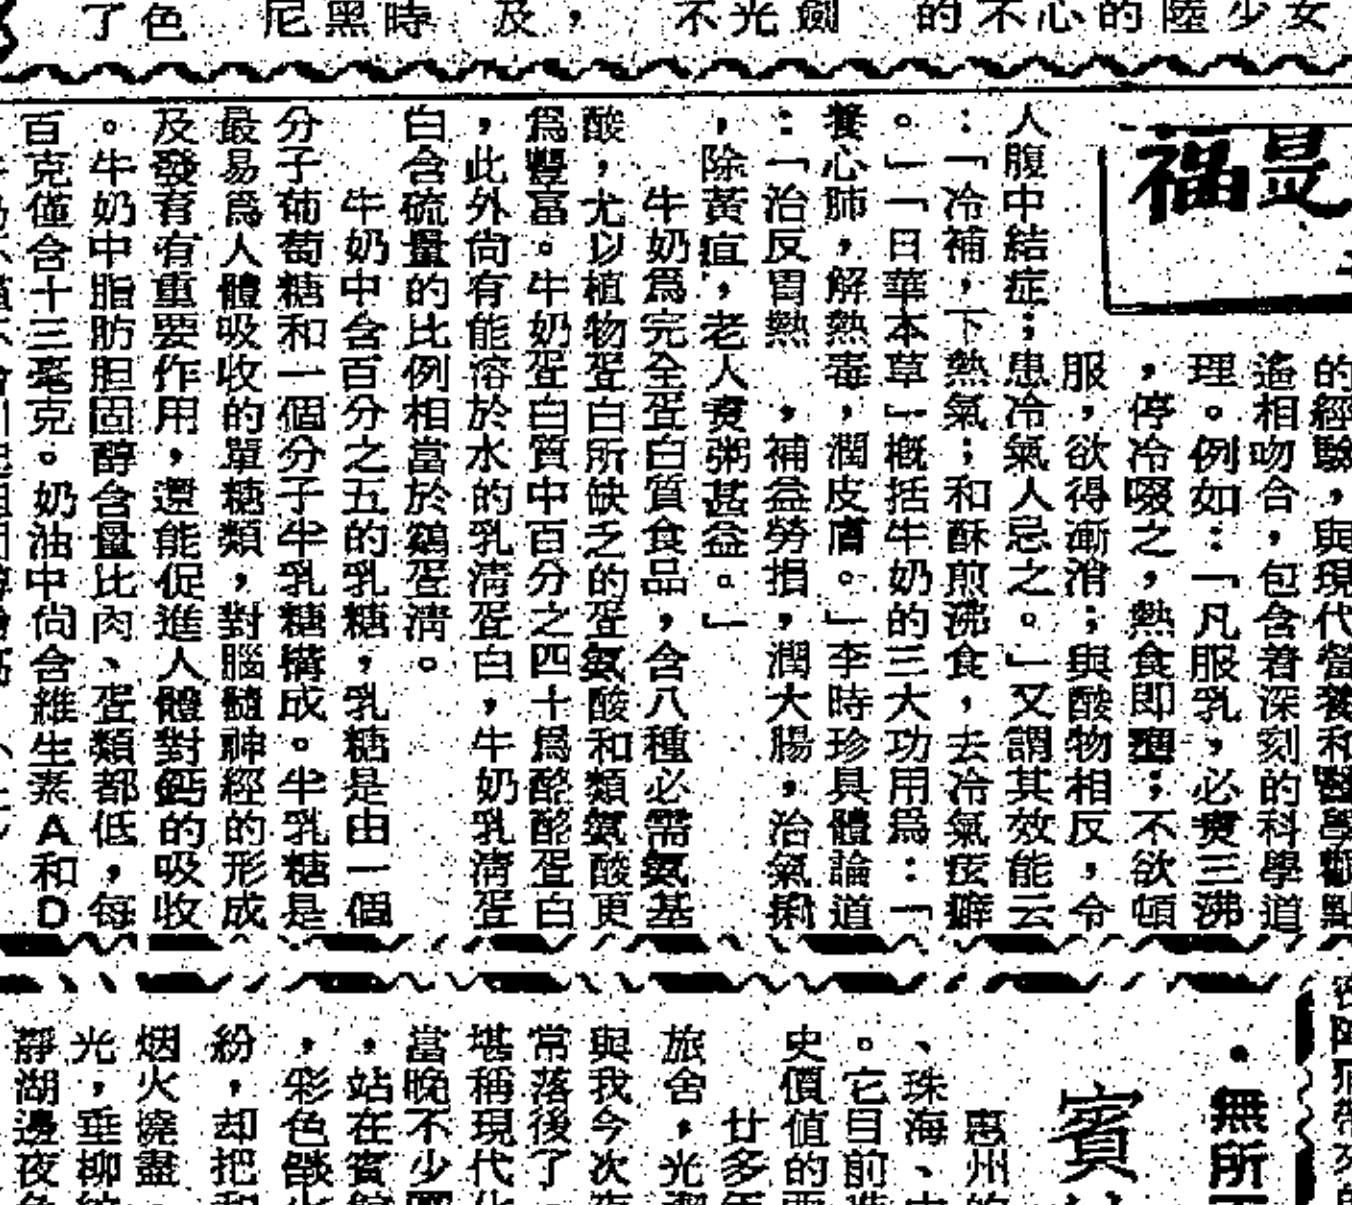 了色 尼黑時 及， 不光劍 的不心的陸少女
是福
的經驗，與現代營養和醫學觀點
遙相吻合，包含着深刻的科學道
理。例如：「凡服乳，必煑三沸
，停冷啜之，熱食即壅；不欲頓
服，欲得漸消；與酸物相反，令
人腹中結症；患冷氣人忌之。」又謂其效能云
：「冷補，下熱氣；和酥煎沸食，去冷氣痃癖
。」「日華本草」概括牛奶的三大功用爲：「
養心肺，解熱毒，潤皮膚。」李時珍具體論道
：「治反胃熱，補益勞損，潤大腸，治氣痢
，除黃疸，老人煑粥甚益。」
牛奶爲完全蛋白質食品，含八種必需氨基
酸，尤以植物蛋白所缺乏的蛋氨酸和類氨酸更
爲豐富。牛奶蛋白質中百分之四十爲酪酪蛋白
，此外尙有能溶於水的乳清蛋白，牛奶乳清蛋
白含硫量的比例相當於鷄蛋清。
牛奶中含百分之五的乳糖，乳糖是由一個
分子葡萄糖和一個分子牛乳糖構成。牛乳糖是
最易爲人體吸收的單糖類，對腦髓神經的形成
及發育有重要作用，還能促進人體對鈣的吸收
。牛奶中脂肪胆固醇含量比肉、蛋類都低，每
百克僅含十三毫克。奶油中尙含維生素A和D
・無所
賓
惠州的
、珠海、
。它目前
史價值的
廿多年
旅舍，光
與我今次
常落後了
堪稱現代
當晚不少
，站在賓
，彩色
紛，却把
烟火燒盡
光，垂柳
靜湖邊夜